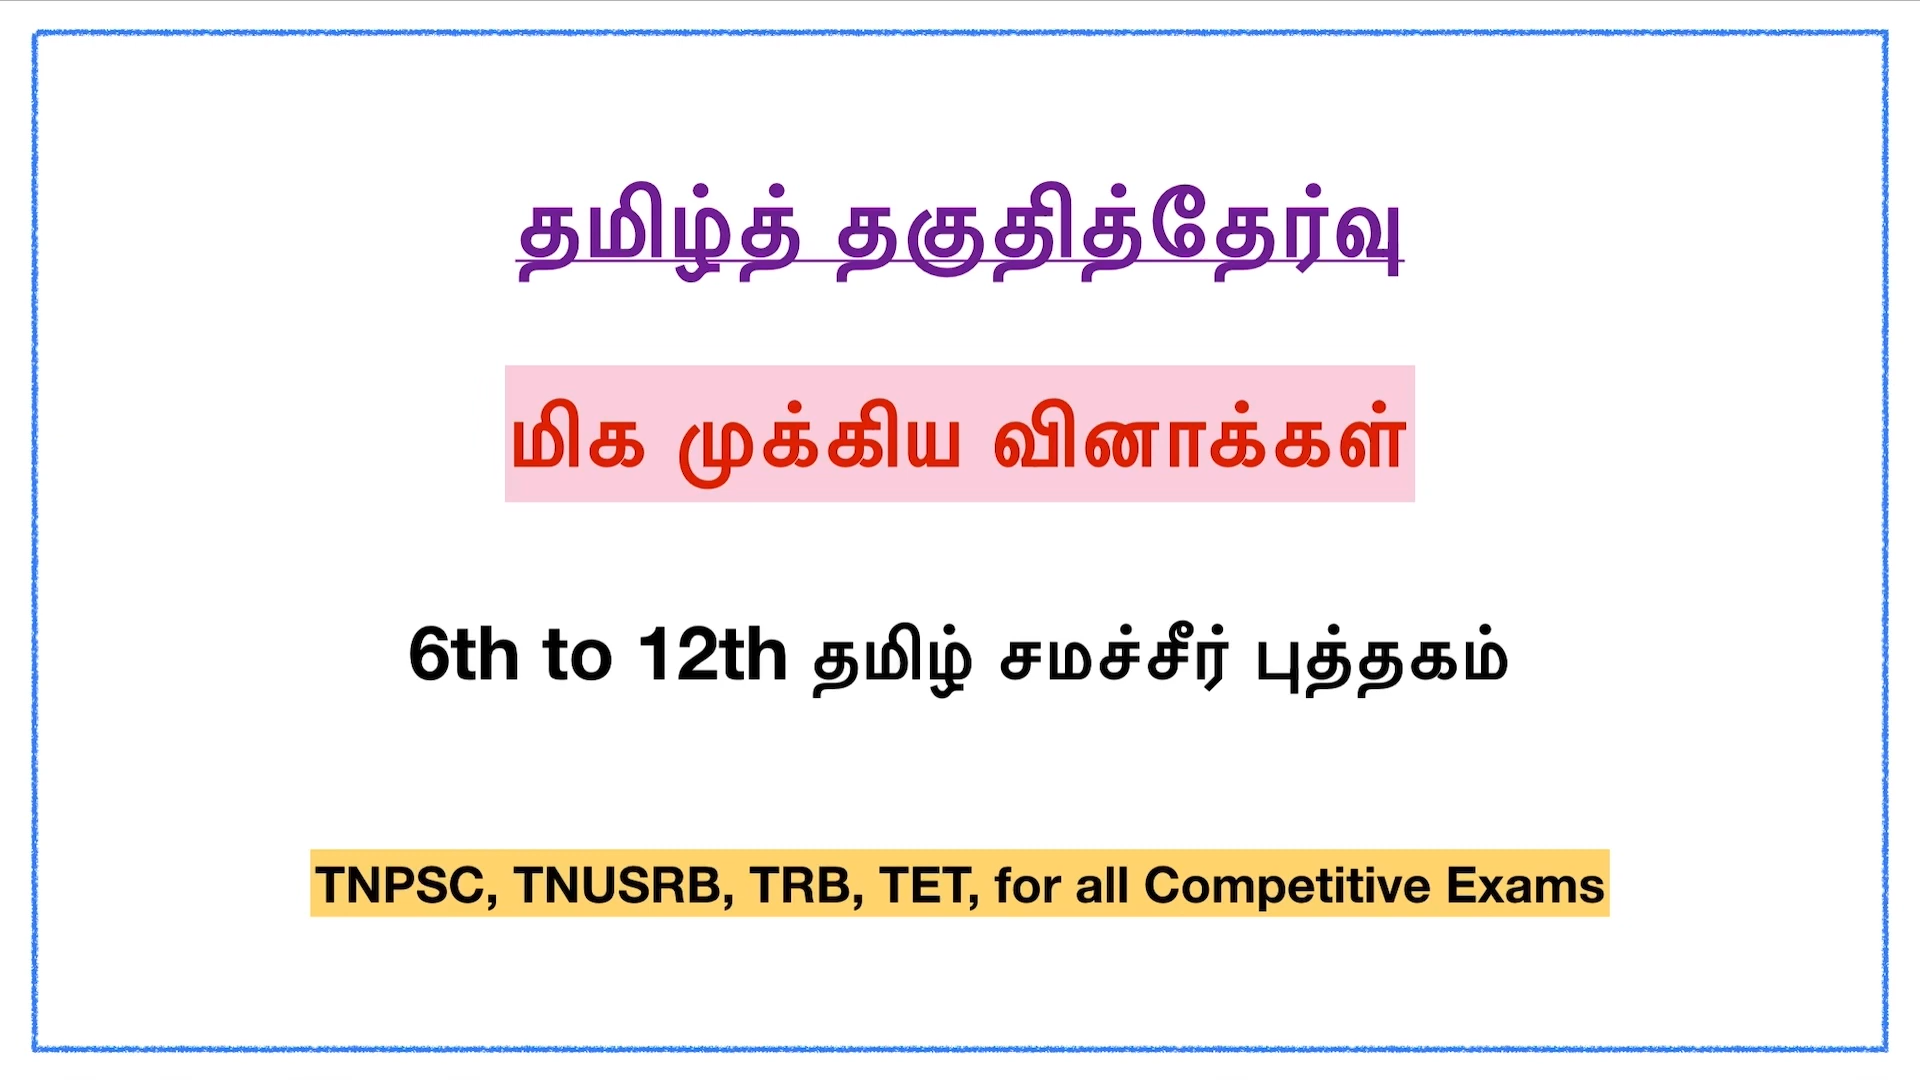 தமிழ்த் தகுதித்தேர்வு
மிக முக்கிய வினாக்கள்
6th to 12th தமிழ் சமச்சீர் புத்தகம்
TNPSC, TNUSRB, TRB, TET, for all Competitive Exams